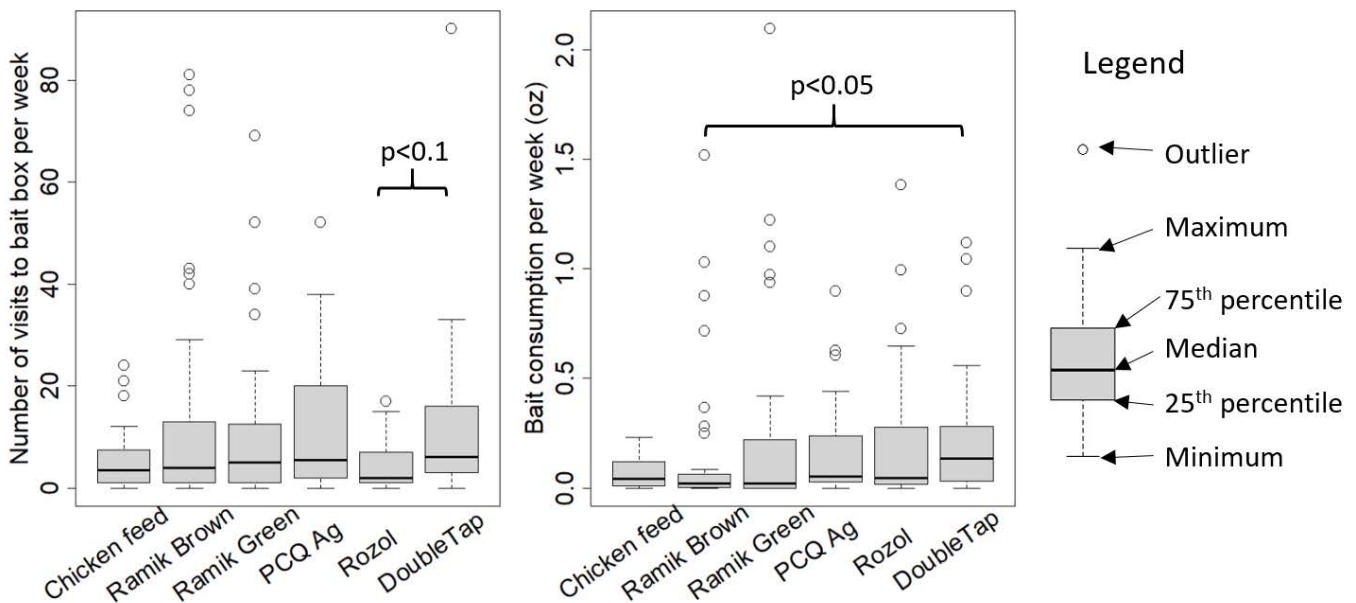 Number of visits to bait box per week
80
60
40
20
0
p<0.1
Chicken feed
Ramik Brown
Ramik Green
PCQ Ag
Rozol
DoubleTap
Bait consumption per week (oz)
2.0
1.5
1.0
0.5
0.0
p<0.05
Chicken feed
Ramik Brown
Ramik Green
PCQ Ag
Rozol
DoubleTap
Legend
Outlier
Maximum
75th percentile
Median
25th percentile
Minimum